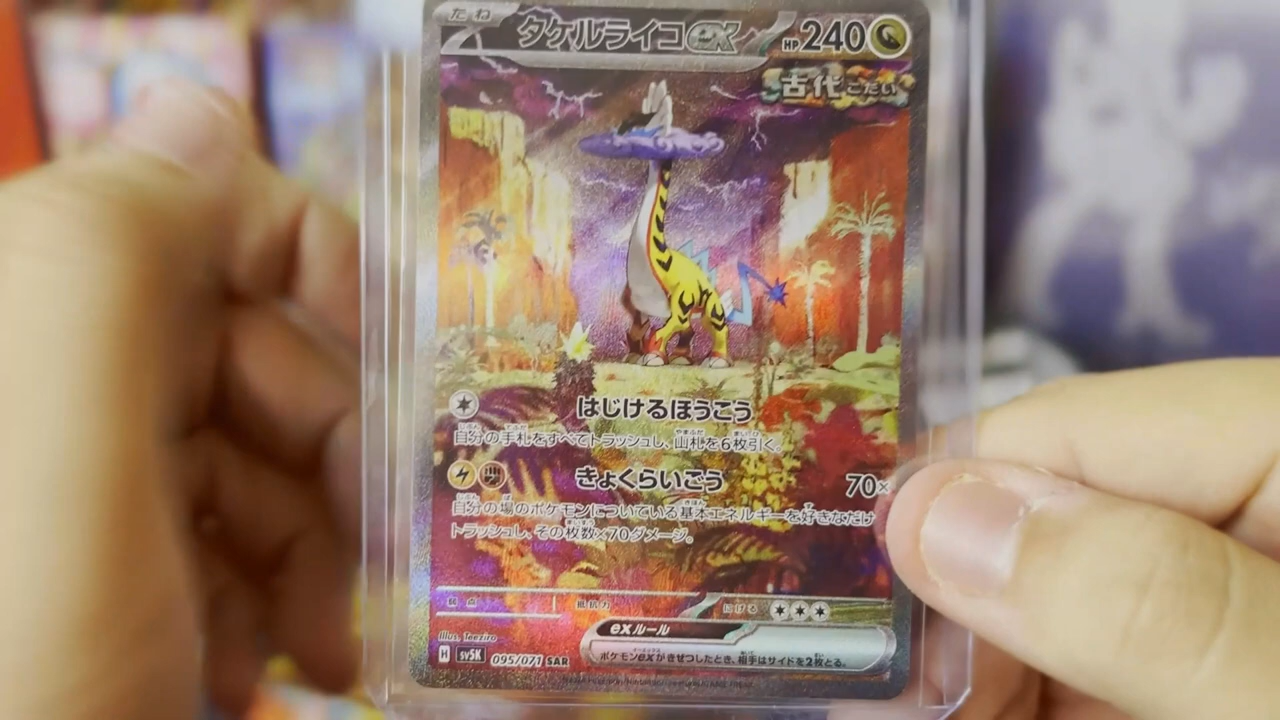 たね タケルライコex HP240
古代 こだい
はじけるほうこう
自分の手札をすべてトラッシュし、山札を6枚引く。
きょくらいごう 70×
自分の場のポケモンについている基本エネルギーを好きなだけ
トラッシュし、その枚数×70ダメージ。
弱点 抵抗力 にげる
Illus. Teeziro
exルール
H sv5K 095/071 SAR
ポケモンexがきぜつしたとき、相手はサイドを2枚とる。